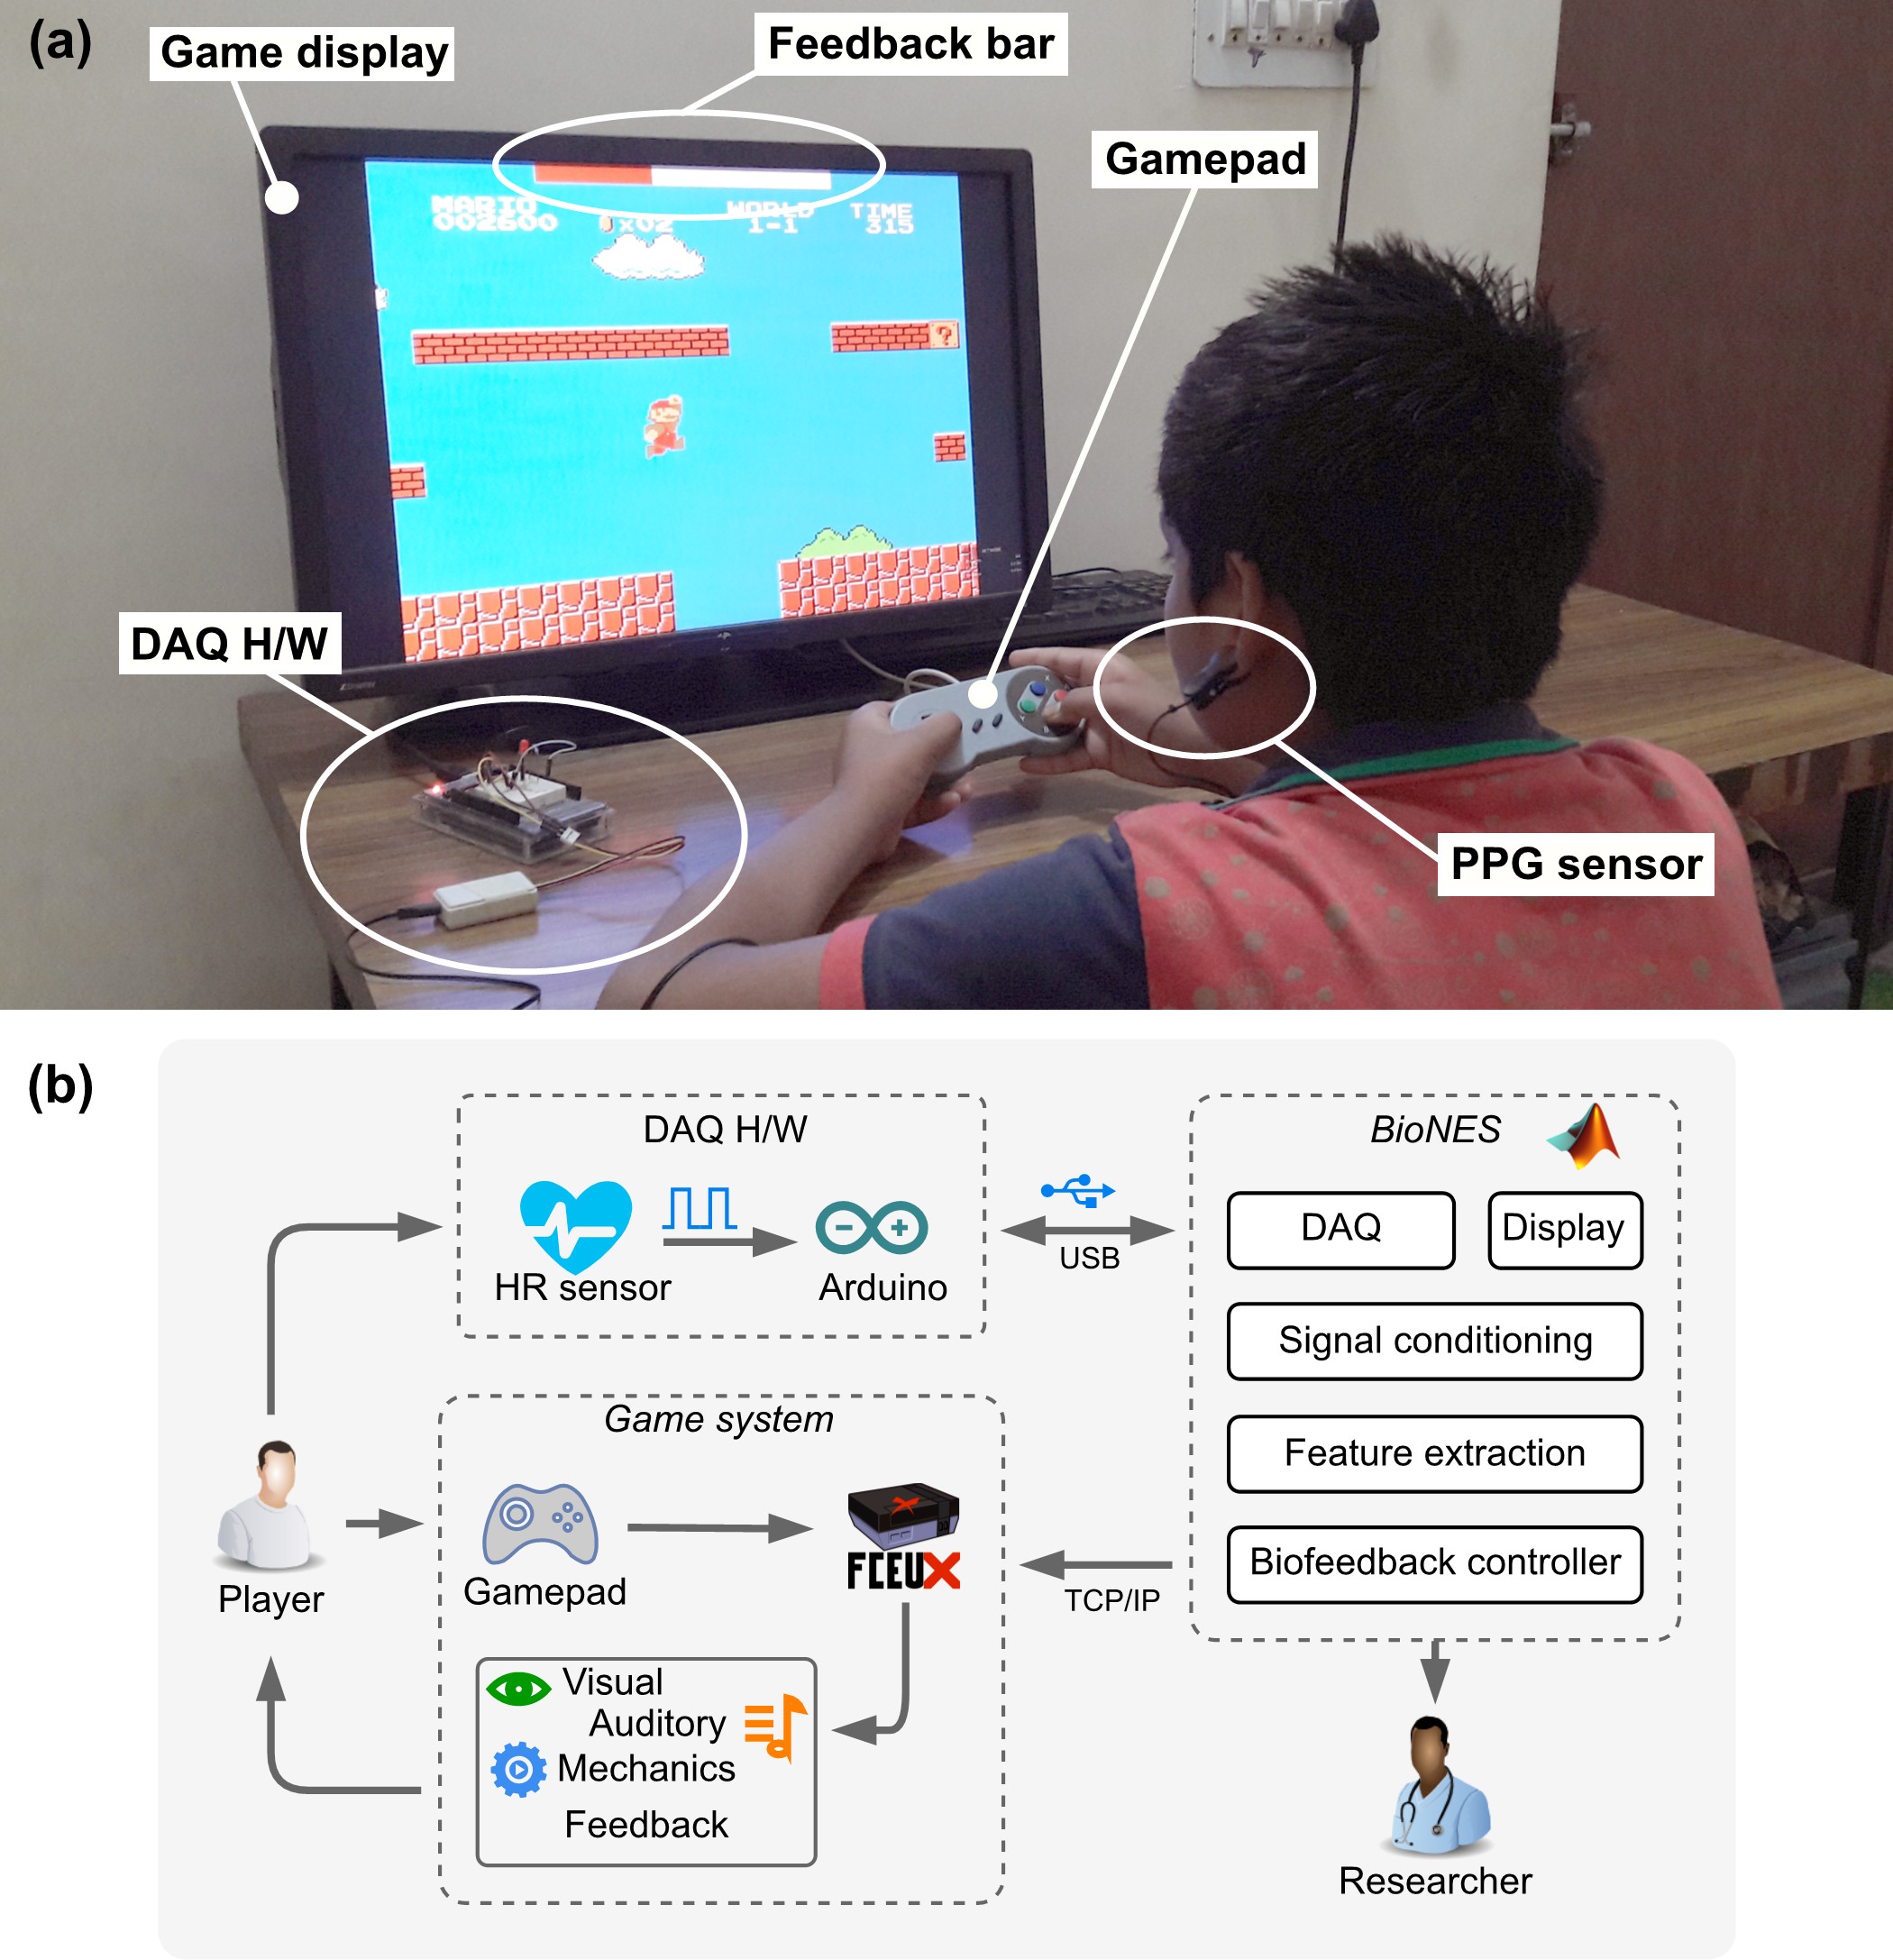 (a)
Game display
Feedback bar
Gamepad
MARIO
WORLD
TIME
002600
x02
1-1
315
?
DAQ H/W
PPG sensor
(b)
DAQ H/W
HR sensor
Arduino
USB
BioNES
DAQ
Display
Signal conditioning
Feature extraction
Biofeedback controller
Game system
Gamepad
FCEUX
TCP/IP
Player
Visual
Auditory
Mechanics
Feedback
Researcher